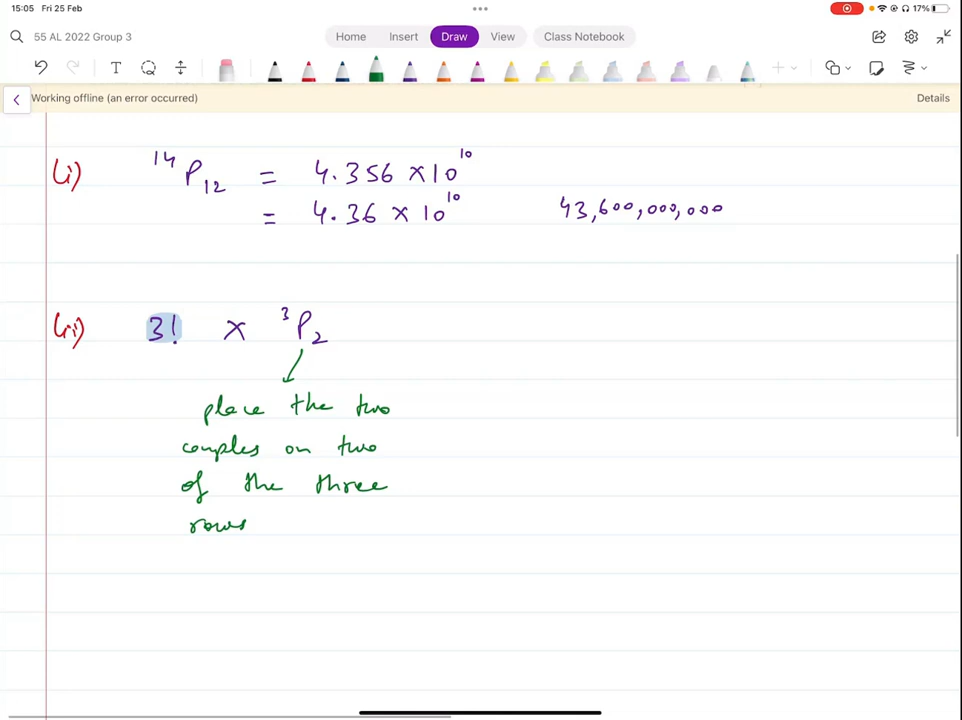 15:05 Fri 25 Feb
17%
55 AL 2022 Group 3
Home Insert Draw View Class Notebook
Working offline (an error occurred) Details
(i) ¹⁴P₁₂ = 4.356 × 10¹⁰
= 4.36 × 10¹⁰ 43,600,000,000
(ii) 3! × ³P₂
place the two
couples on two
of the three
rows